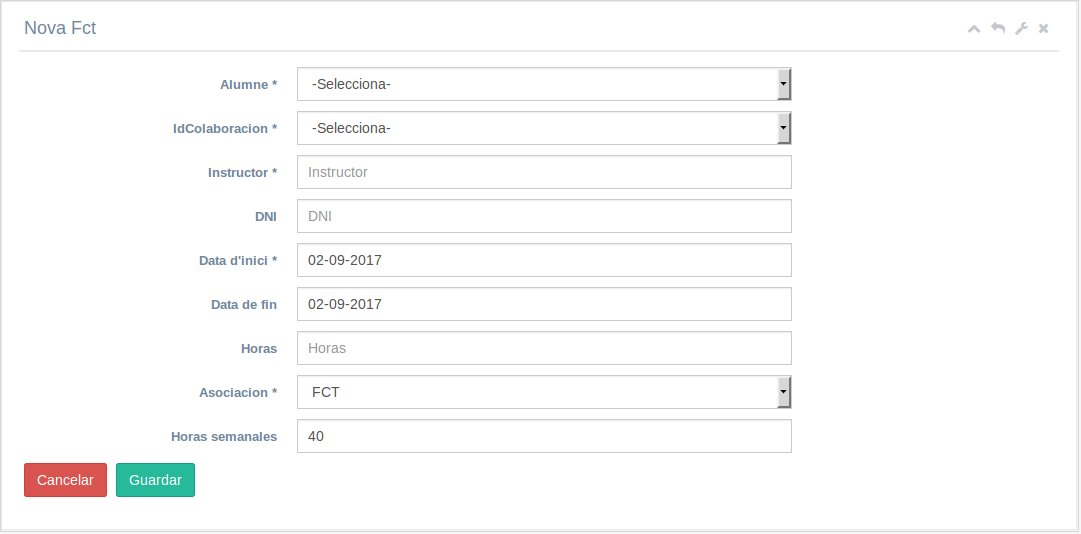 Nova Fct
Alumne * -Selecciona-
IdColaboracion * -Selecciona-
Instructor * Instructor
DNI DNI
Data d'inici * 02-09-2017
Data de fin 02-09-2017
Horas Horas
Asociacion * FCT
Horas semanales 40
Cancelar Guardar